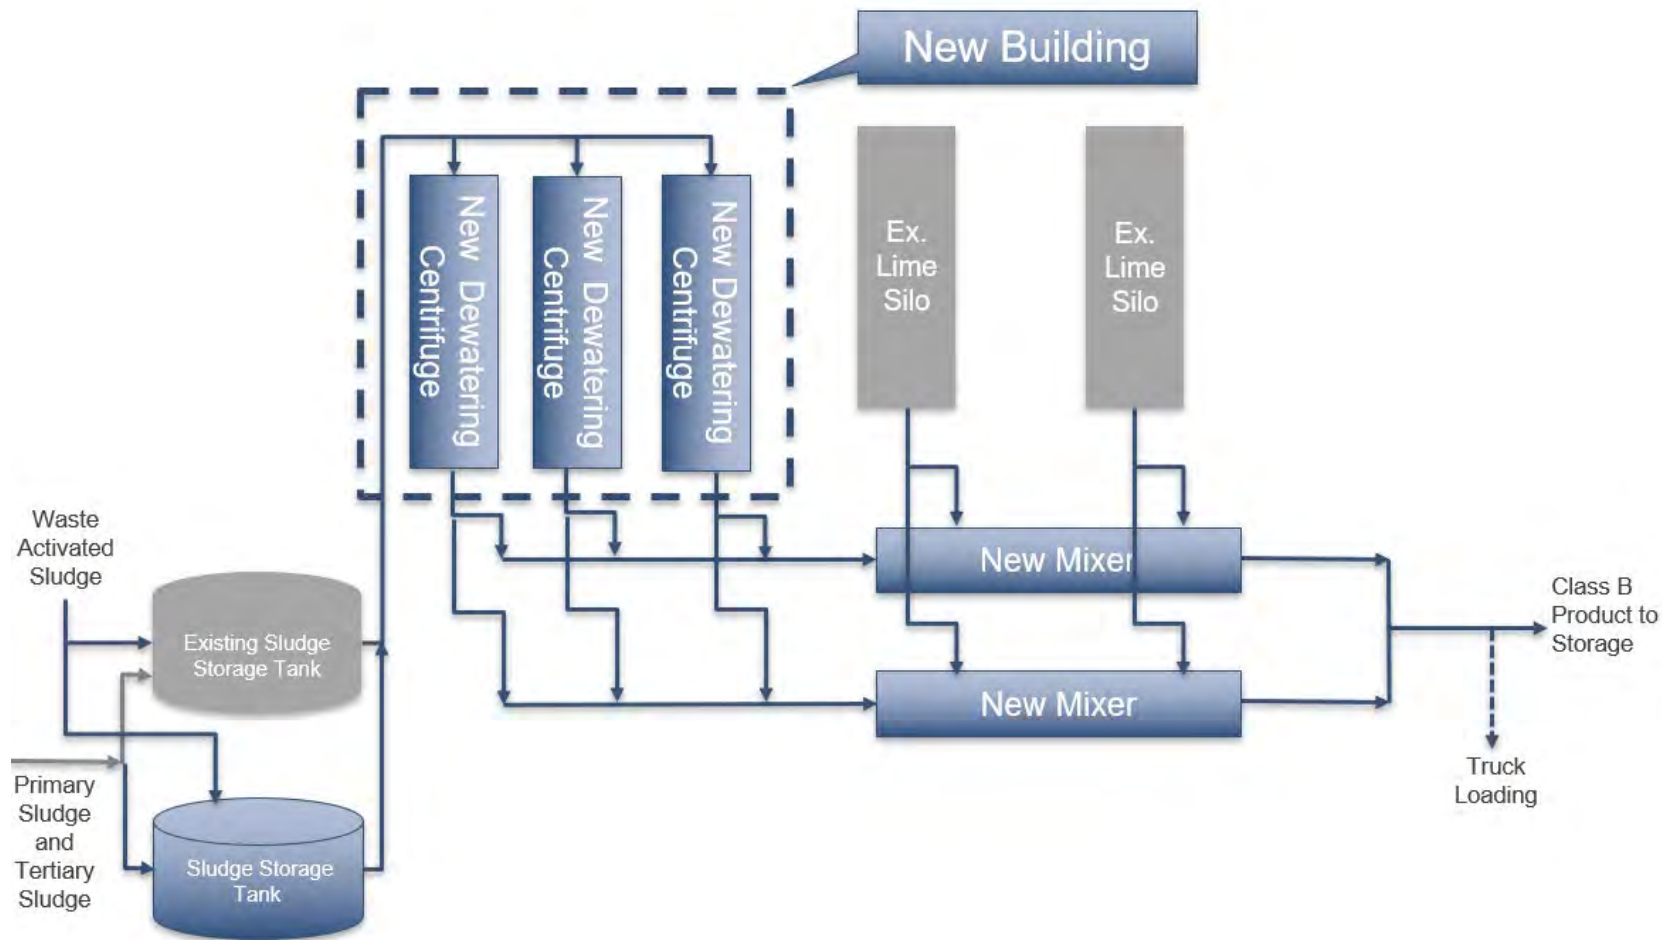 New Building
New Dewatering
Centrifuge
New Dewatering
Centrifuge
New Dewatering
Centrifuge
Ex.
Lime
Silo
Ex.
Lime
Silo
Waste
Activated
Sludge
Existing Sludge
Storage Tank
New Mixer
New Mixer
Class B
Product to
Storage
Truck
Loading
Primary
Sludge
and
Tertiary
Sludge
Sludge Storage
Tank